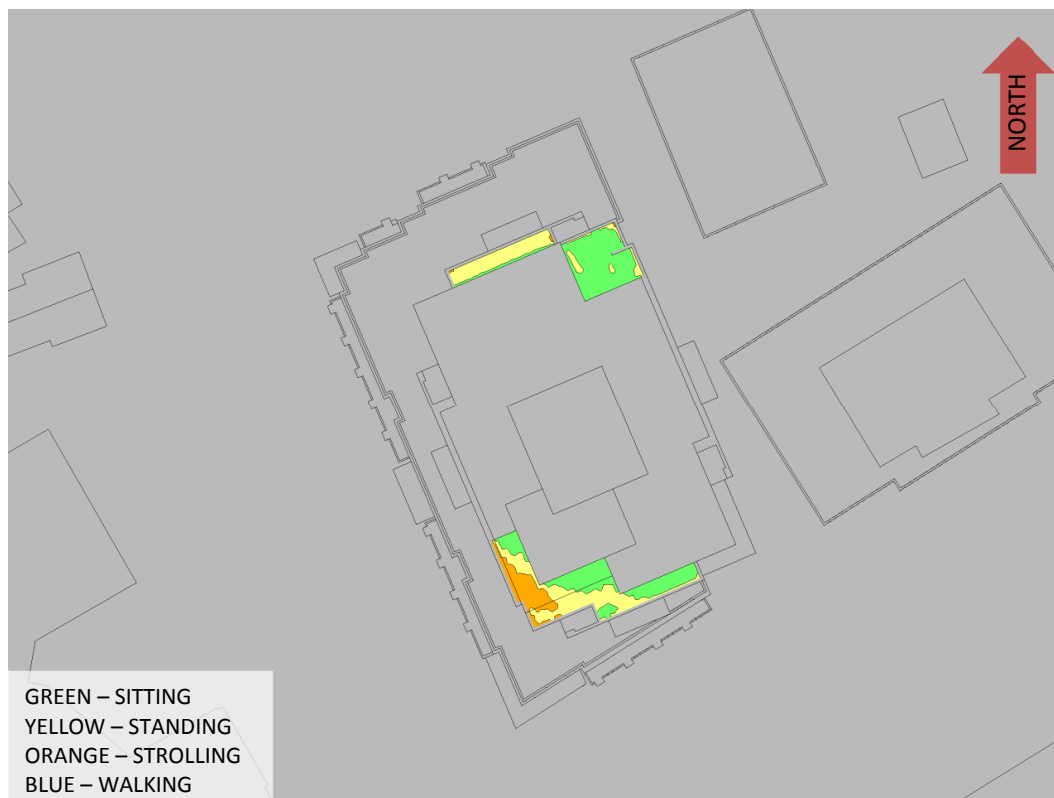 NORTH
GREEN – SITTING
YELLOW – STANDING
ORANGE – STROLLING
BLUE – WALKING